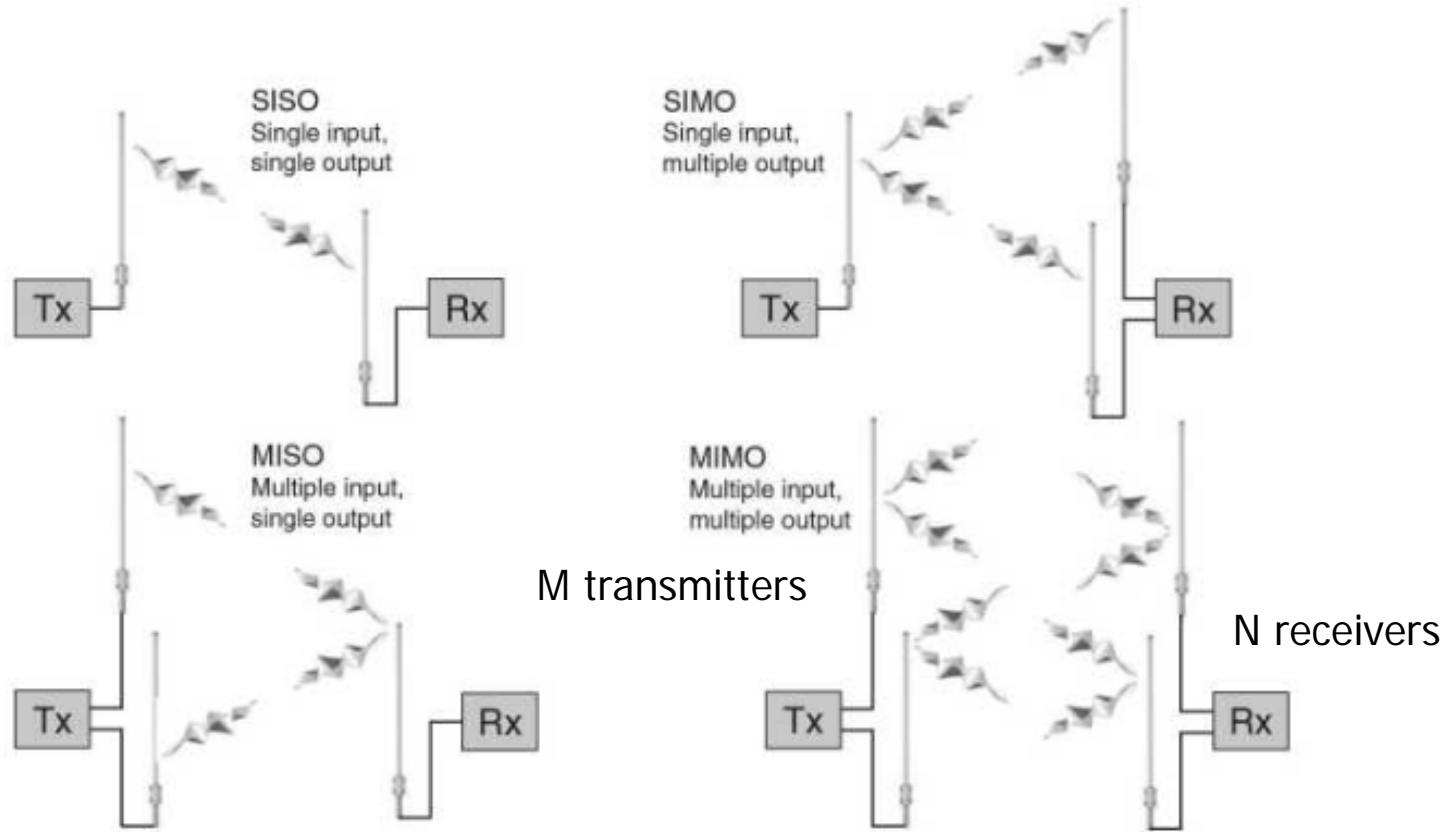 SISO
Single input,
single output
Tx
Rx
SIMO
Single input,
multiple output
Tx
Rx
MISO
Multiple input,
single output
Tx
Rx
M transmitters
MIMO
Multiple input,
multiple output
Tx
Rx
N receivers